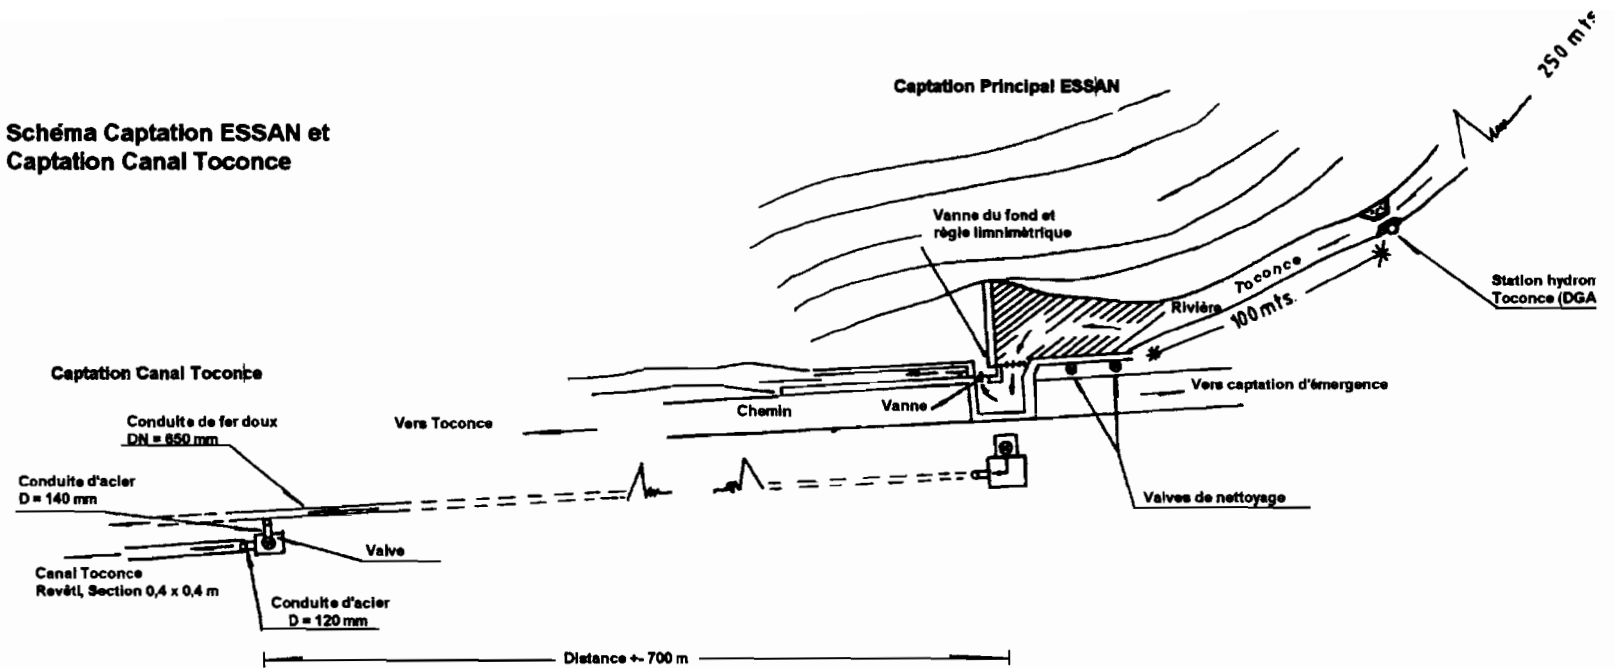 Schéma Captation ESSAN et
Captation Canal Toconce
Captation Principal ESSAN
250 mts.
Vanne du fond et
règle limnimétrique
Toconce
Rivière
100 mts.
Station hydrom
Toconce (DGA
Captation Canal Toconce
Vers captation d'émergence
Chemin
Vanne
Conduite de fer doux
DN = 650 mm
Vers Toconce
Conduite d'acier
D = 140 mm
Valves de nettoyage
Valve
Canal Toconce
Revêti, Section 0,4 x 0,4 m
Conduite d'acier
D = 120 mm
Distance +- 700 m